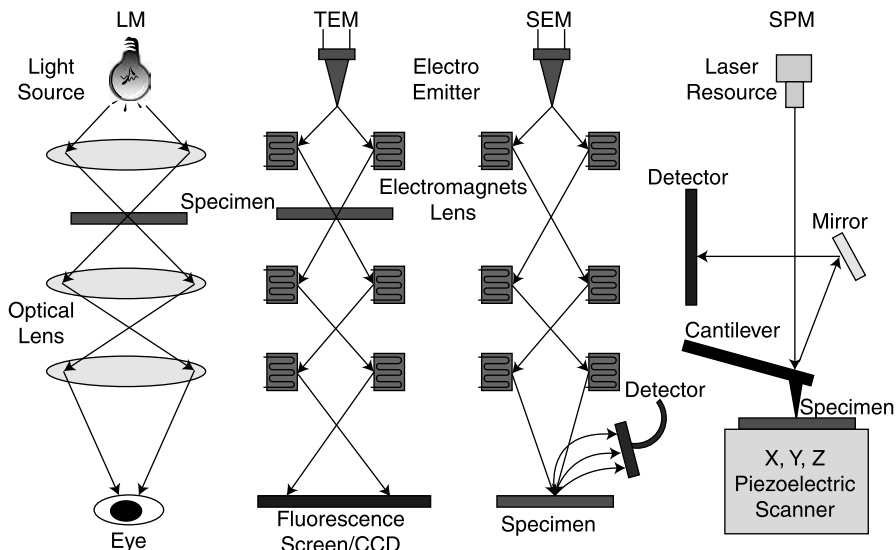 LM
TEM
SEM
SPM
Light
Source
Electro
Emitter
Laser
Resource
Specimen
Electromagnets
Lens
Detector
Mirror
Optical
Lens
Cantilever
Detector
Specimen
X, Y, Z
Piezoelectric
Scanner
Eye
Fluorescence
Screen/CCD
Specimen